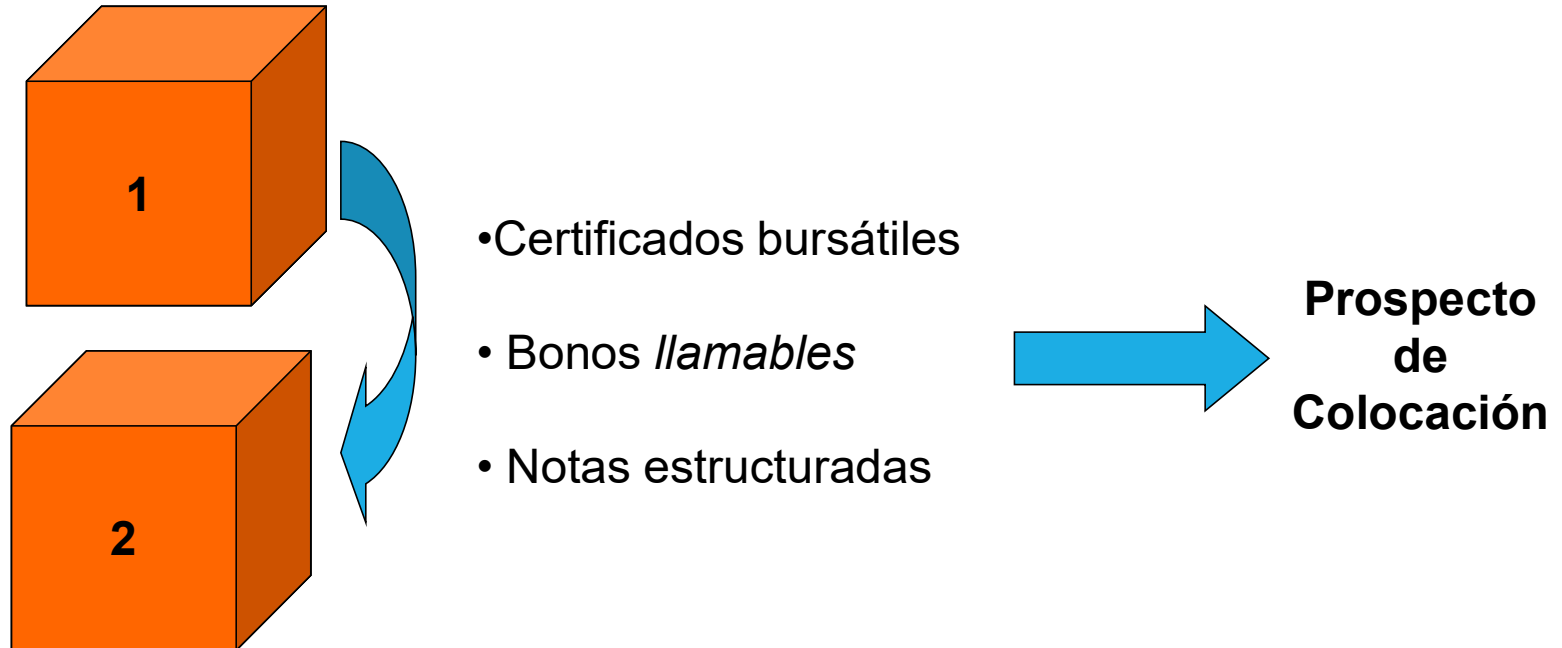 1
•Certificados bursátiles
• Bonos llamables
• Notas estructuradas
Prospecto
de
Colocación
2